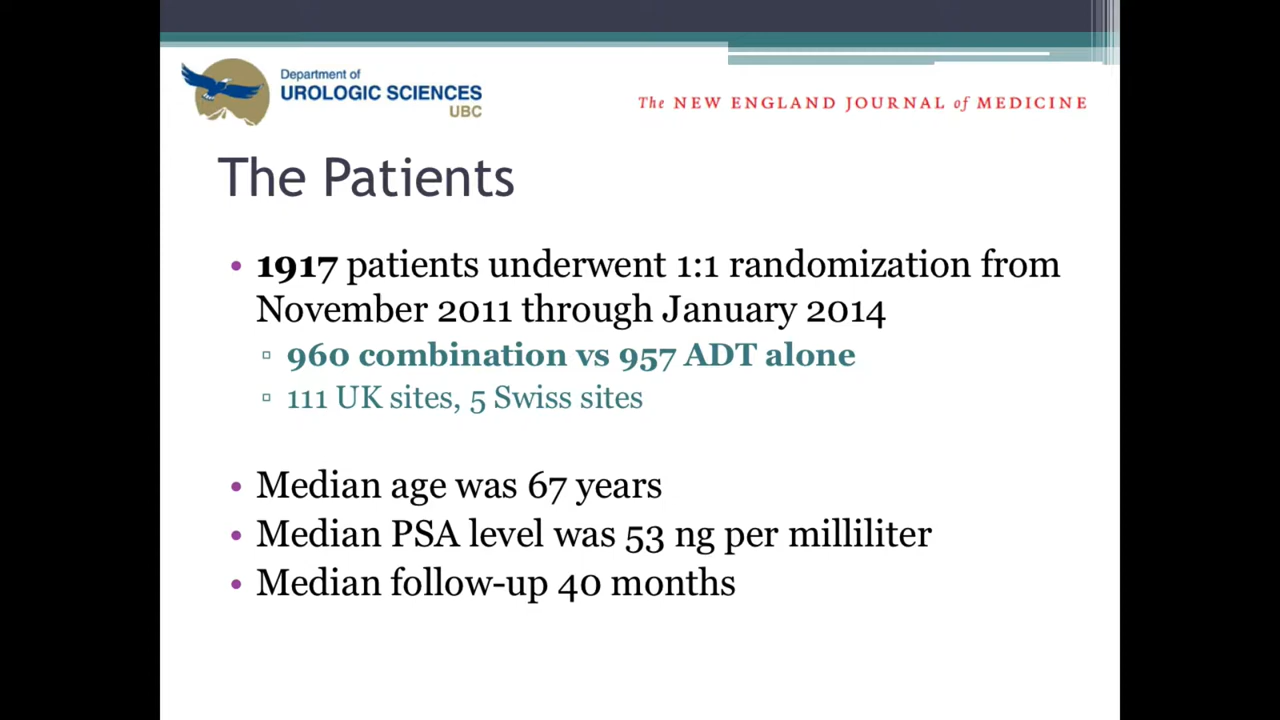 Department of
UROLOGIC SCIENCES
UBC
The NEW ENGLAND JOURNAL of MEDICINE
The Patients
• 1917 patients underwent 1:1 randomization from
November 2011 through January 2014
▫ 960 combination vs 957 ADT alone
▫ 111 UK sites, 5 Swiss sites
• Median age was 67 years
• Median PSA level was 53 ng per milliliter
• Median follow-up 40 months